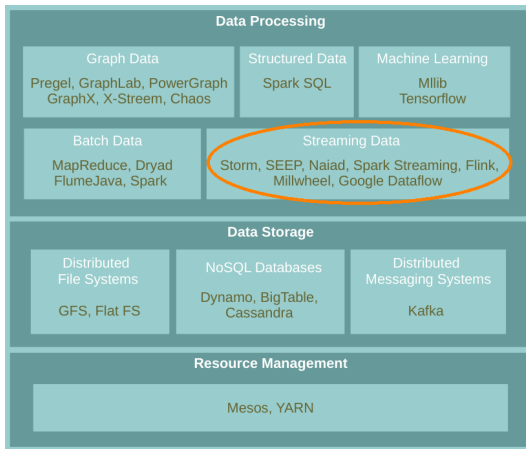 Data Processing
Graph Data
Pregel, GraphLab, PowerGraph
GraphX, X-Streem, Chaos
Structured Data
Spark SQL
Machine Learning
Mllib
Tensorflow
Batch Data
MapReduce, Dryad
FlumeJava, Spark
Streaming Data
Storm, SEEP, Naiad, Spark Streaming, Flink,
Millwheel, Google Dataflow
Data Storage
Distributed
File Systems
GFS, Flat FS
NoSQL Databases
Dynamo, BigTable,
Cassandra
Distributed
Messaging Systems
Kafka
Resource Management
Mesos, YARN